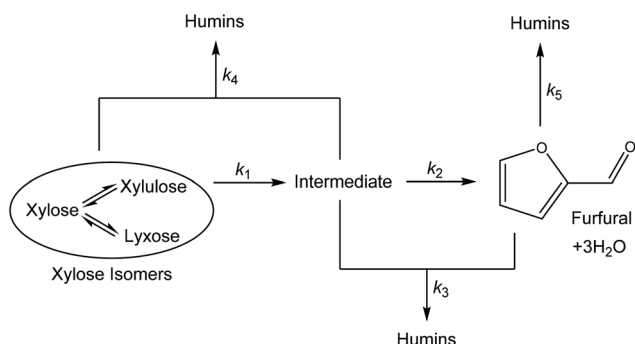 Humins
Humins
k4
k5
O
O
k1
k2
Xylulose
Xylose
Lyxose
Intermediate
Furfural
+3H2O
Xylose Isomers
k3
Humins